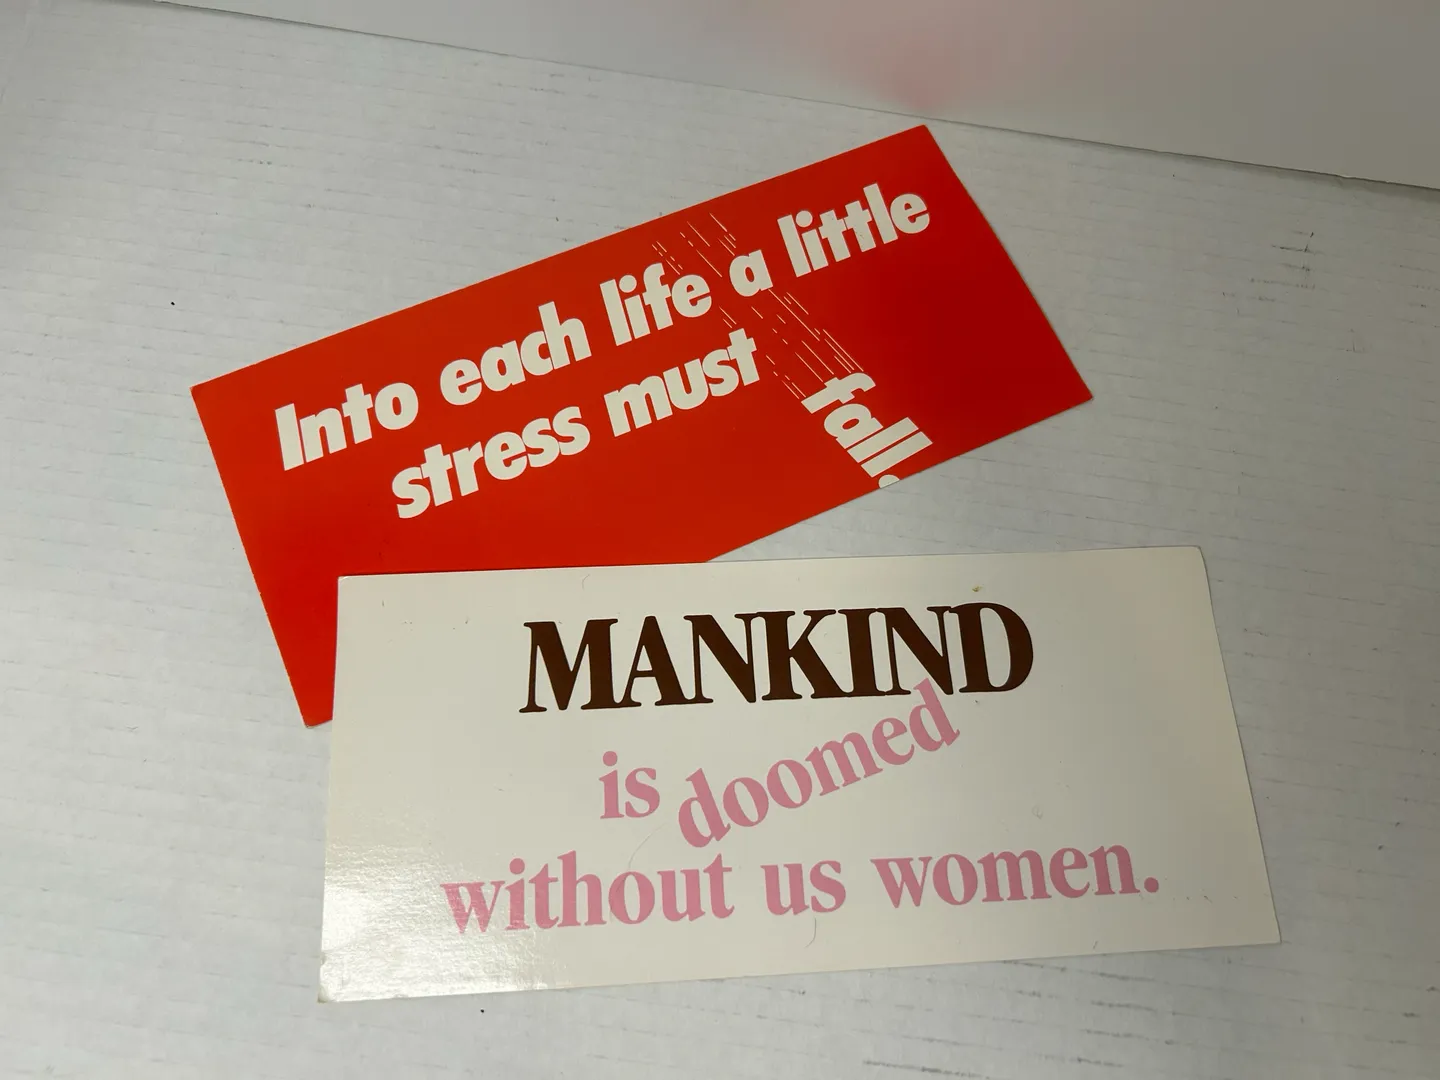 Into each life a little
stress must
fall.
MANKIND
is doomed
without us women.